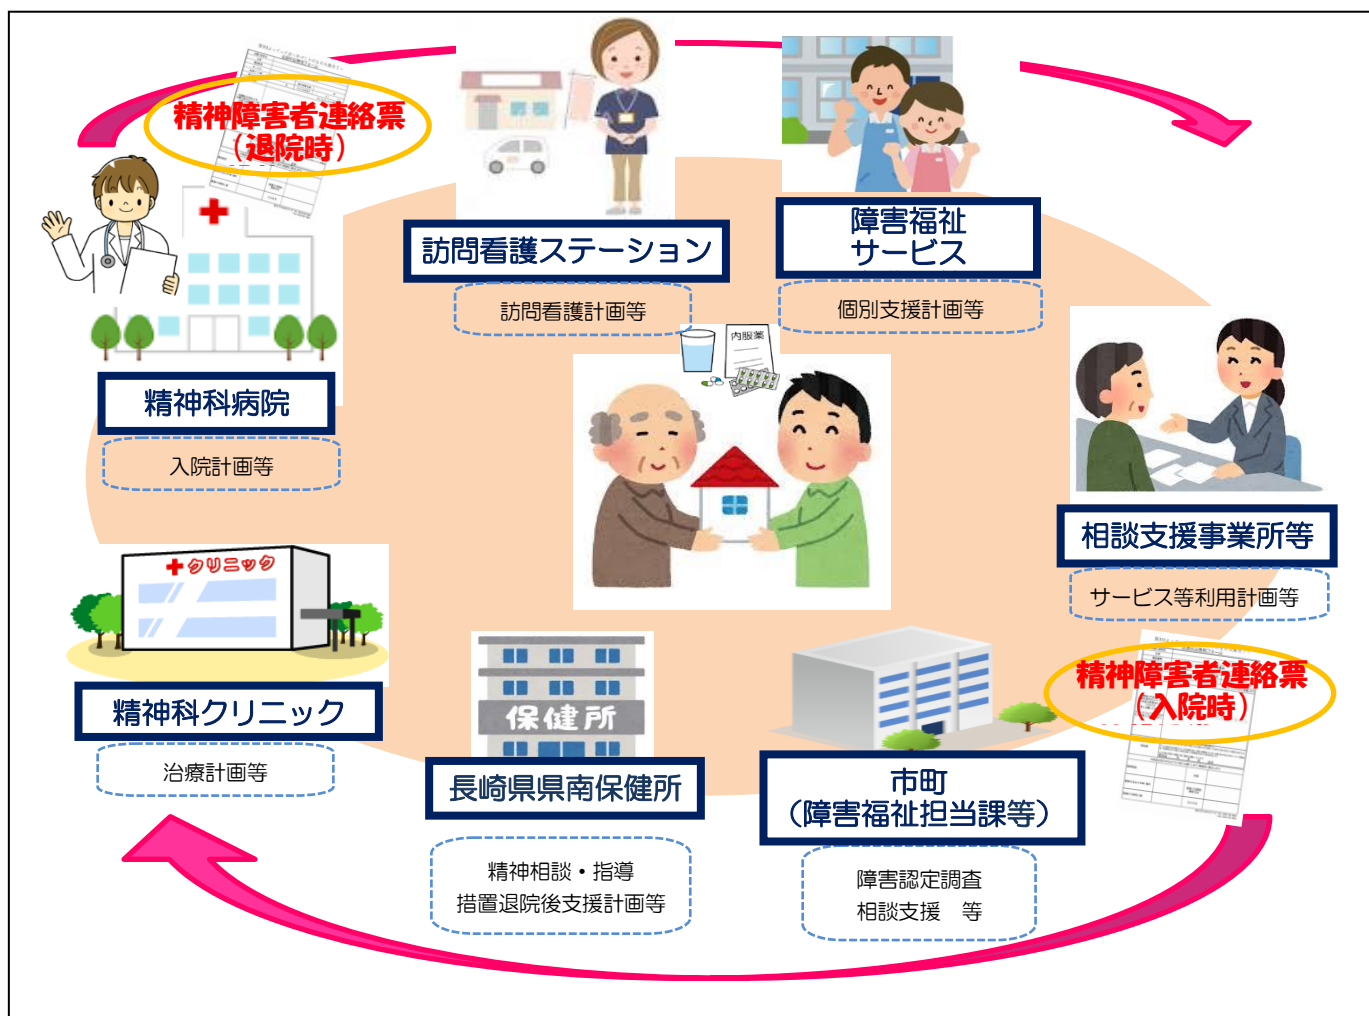 精神障害者連絡票
（退院時）
訪問看護ステーション
訪問看護計画等
障害福祉
サービス
個別支援計画等
精神科病院
入院計画等
内服薬
相談支援事業所等
サービス等利用計画等
クリニック
精神科クリニック
治療計画等
保健所
長崎県県南保健所
精神相談・指導
措置退院後支援計画等
市町
（障害福祉担当課等）
障害認定調査
相談支援　等
精神障害者連絡票
（入院時）